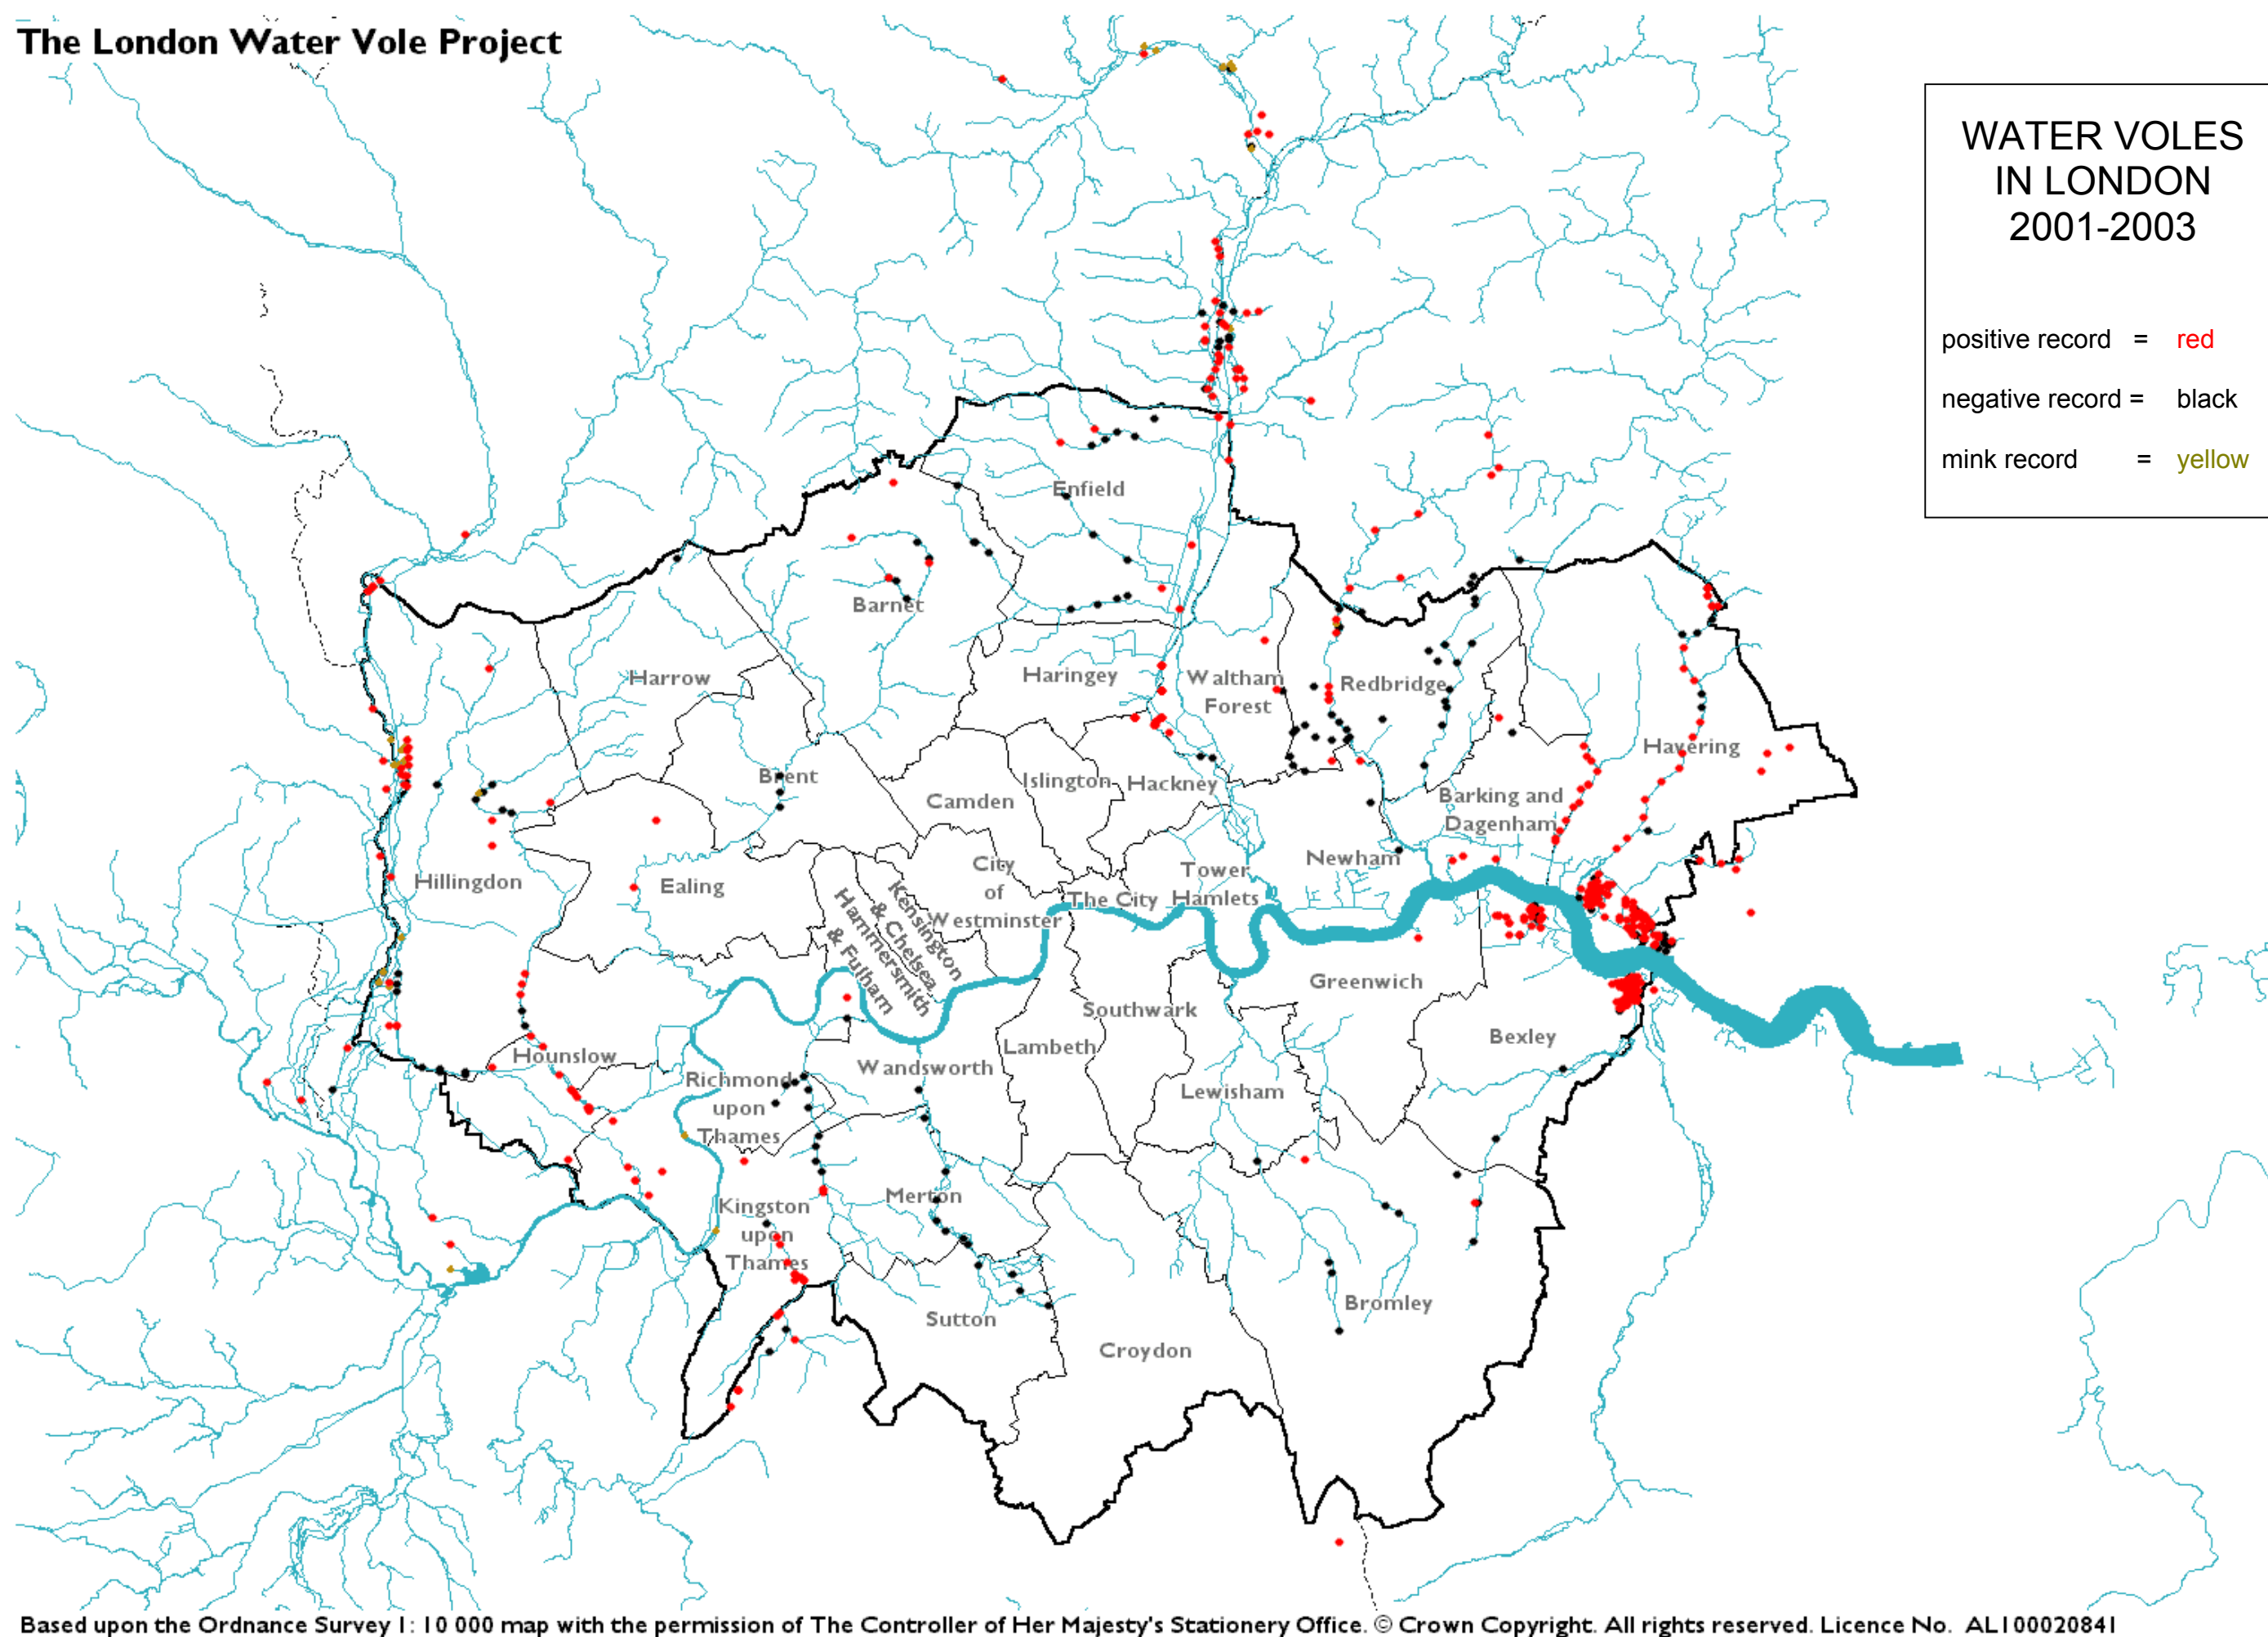 The London Water Vole Project
WATER VOLES
IN LONDON
2001-2003
positive record = red
negative record = black
mink record = yellow
Enfield
Barnet
Harrow
Haringey
Waltham
Forest
Redbridge
Havering
Brent
Camden
Islington
Hackney
Barking and
Dagenham
Hillingdon
Ealing
Hammersmith
& Fulham
Kensington
& Chelsea
City
of
Westminster
The City
Tower
Hamlets
Newham
Greenwich
Southwark
Bexley
Hounslow
Richmond
upon
Thames
Wandsworth
Lambeth
Lewisham
Kingston
upon
Thames
Merton
Sutton
Croydon
Bromley
Based upon the Ordnance Survey 1: 10 000 map with the permission of The Controller of Her Majesty's Stationery Office. © Crown Copyright. All rights reserved. Licence No. AL100020841